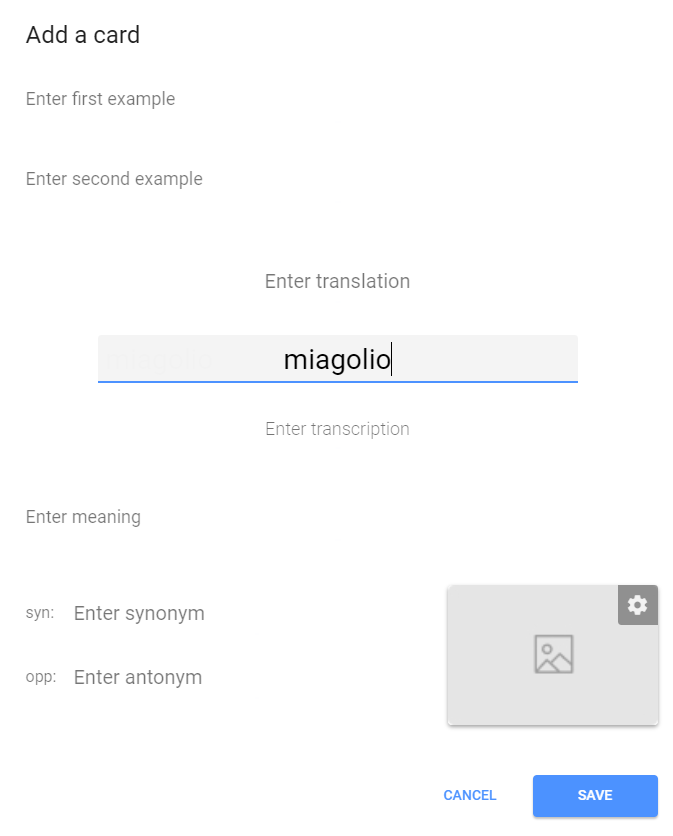 Add a card
Enter first example
Enter second example
Enter translation
miagolio
Enter transcription
Enter meaning
syn: Enter synonym
opp: Enter antonym
CANCEL SAVE